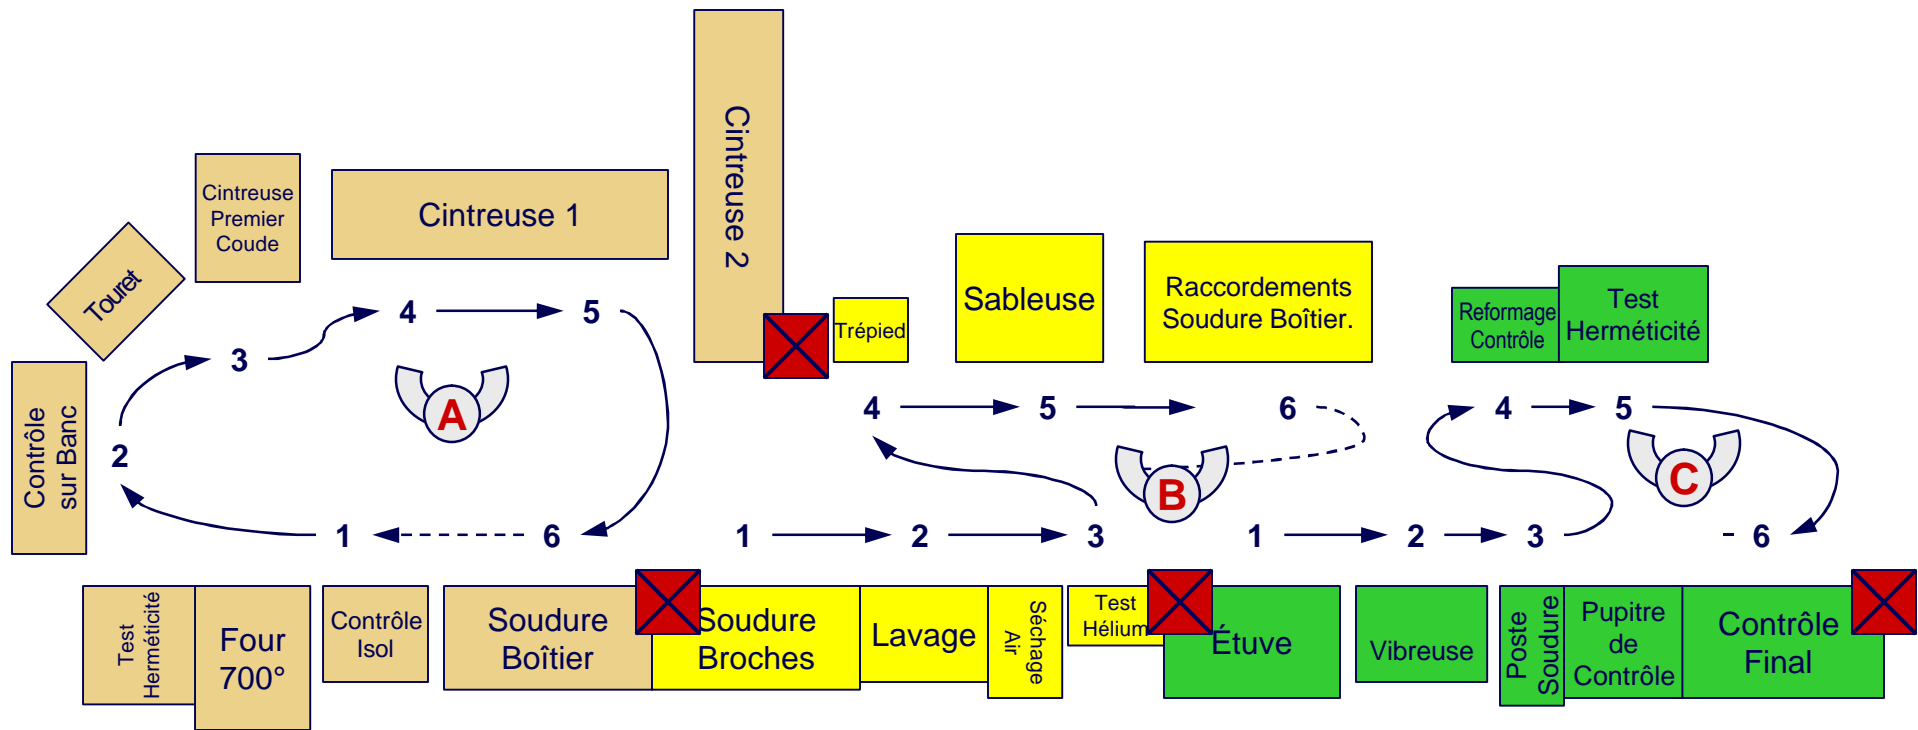 Cintreuse 2
Cintreuse
Premier
Coude
Cintreuse 1
Touret
Contrôle
sur Banc
Trépied
Sableuse
Raccordements
Soudure Boîtier.
Reformage
Contrôle
Test
Herméticité
4
5
3
2
A
1
6
4
5
6
B
1
2
3
4
5
C
1
2
3
6
Test
Herméticité
Four
700°
Contrôle
Isol
Soudure
Boîtier
Soudure
Broches
Lavage
Séchage
Air
Test
Hélium
Étuve
Vibreuse
Poste
Soudure
Pupitre
de
Contrôle
Contrôle
Final